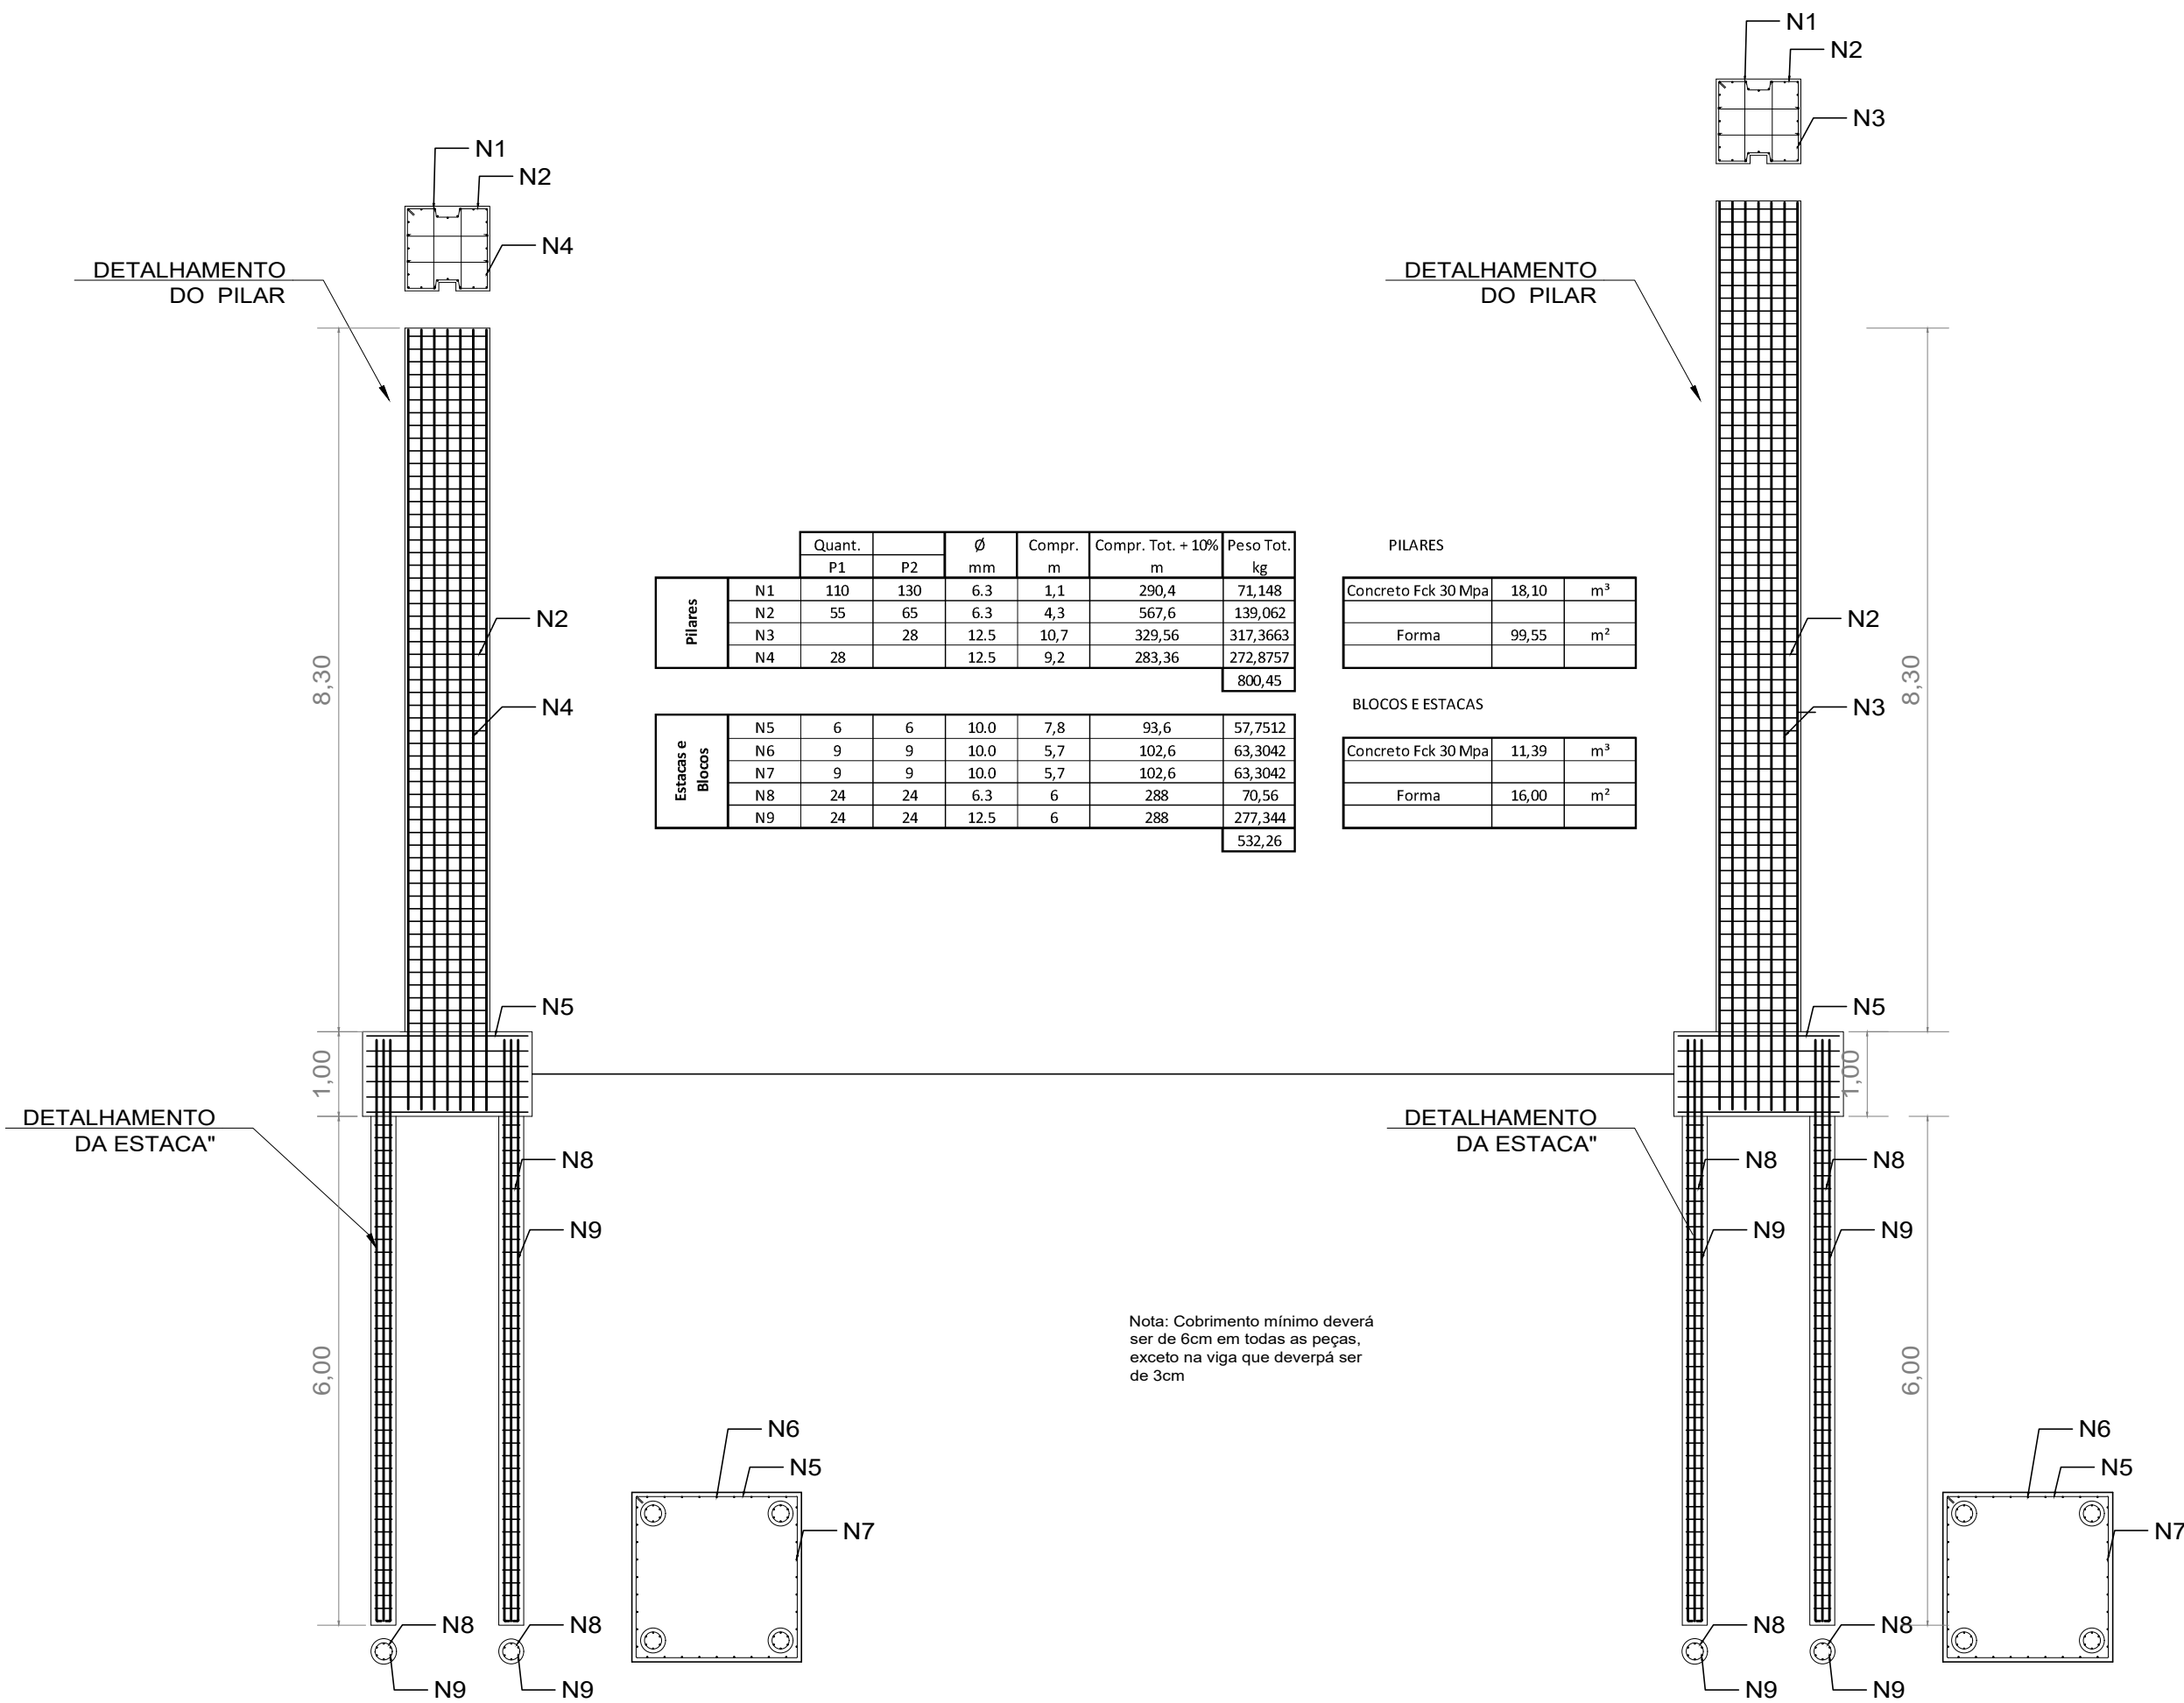 N1
N2
N3
N1
N2
N4
DETALHAMENTO
DO PILAR
DETALHAMENTO
DO PILAR
Quant. Ø Compr. Compr. Tot. + 10% Peso Tot.
P1 P2 mm m m kg
Pilares
N1 110 130 6.3 1,1 290,4 71,148
N2 55 65 6.3 4,3 567,6 139,062
N3 28 12.5 10,7 329,56 317,3663
N4 28 12.5 9,2 283,36 272,8757
800,45
Estacas e
Blocos
N5 6 6 10.0 7,8 93,6 57,7512
N6 9 9 10.0 5,7 102,6 63,3042
N7 9 9 10.0 5,7 102,6 63,3042
N8 24 24 6.3 6 288 70,56
N9 24 24 12.5 6 288 277,344
532,26
PILARES
Concreto Fck 30 Mpa 18,10 m³
Forma 99,55 m²
BLOCOS E ESTACAS
Concreto Fck 30 Mpa 11,39 m³
Forma 16,00 m²
N2
N4
8,30
N2
N3
8,30
N5
1,00
N5
1,00
DETALHAMENTO
DA ESTACA"
N8
N9
6,00
DETALHAMENTO
DA ESTACA"
N8
N8
N9
N9
6,00
Nota: Cobrimento mínimo deverá
ser de 6cm em todas as peças,
exceto na viga que deverpá ser
de 3cm
N6
N5
N7
N8
N8
N9
N9
N6
N5
N7
N8
N8
N9
N9